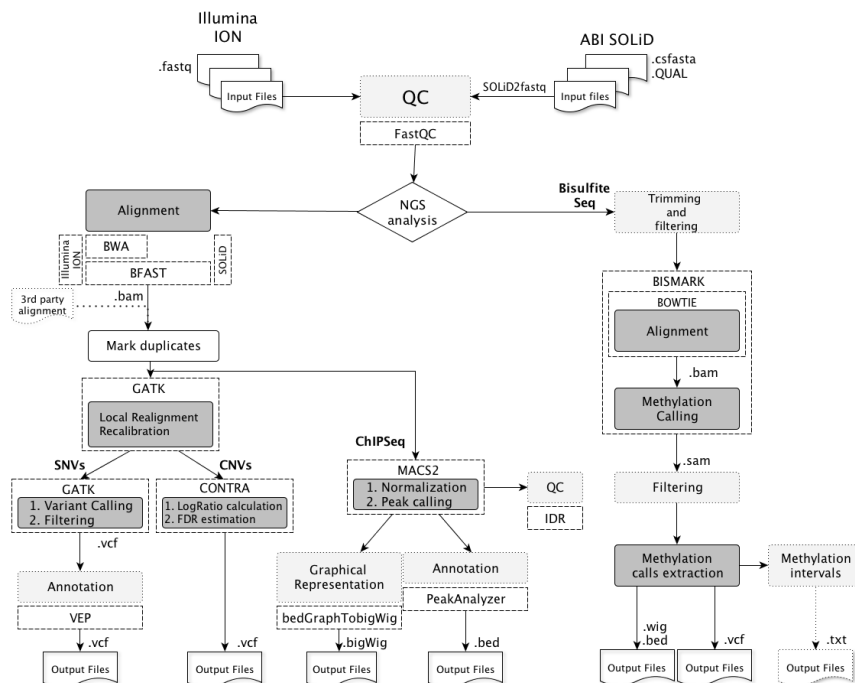 Illumina
ION
ABI SOLiD
.fastq
.csfasta
.QUAL
Input Files
QC
SOLiD2fastq
Input files
FastQC
NGS
analysis
Bisulfite
Seq
Alignment
Trimming
and
filtering
Illumina
ION
BWA
BFAST
SOLiD
BISMARK
BOWTIE
Alignment
3rd party
alignment
.bam
Mark duplicates
.bam
Methylation
Calling
GATK
Local Realignment
Recalibration
ChIPSeq
SNVs
CNVs
MACS2
1. Normalization
2. Peak calling
.sam
GATK
1. Variant Calling
2. Filtering
CONTRA
1. LogRatio calculation
2. FDR estimation
QC
IDR
Filtering
.vcf
Annotation
VEP
Graphical
Representation
bedGraphTobigWig
Annotation
PeakAnalyzer
Methylation
calls extraction
Methylation
intervals
.vcf
.vcf
.bigWig
.bed
.wig
.bed
.vcf
.txt
Output Files
Output Files
Output Files
Output Files
Output Files
Output Files
Output Files